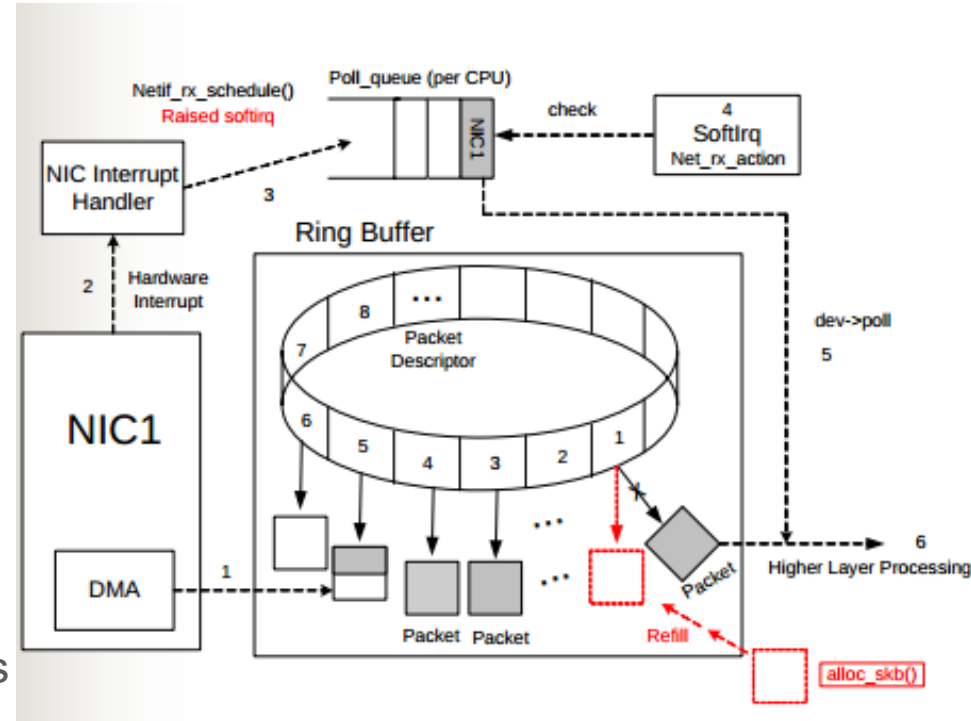 Poll_queue (per CPU)
Netif_rx_schedule()
Raised softirq
check
4
SoftIrq
Net_rx_action
NIC1
NIC Interrupt
Handler
3
Ring Buffer
2
Hardware
Interrupt
8
...
7
Packet
Descriptor
dev->poll
5
NIC1
6
5
4
3
2
1
...
DMA
1
...
Packet
6
Higher Layer Processing
Packet
Packet
Refill
s
alloc_skb()